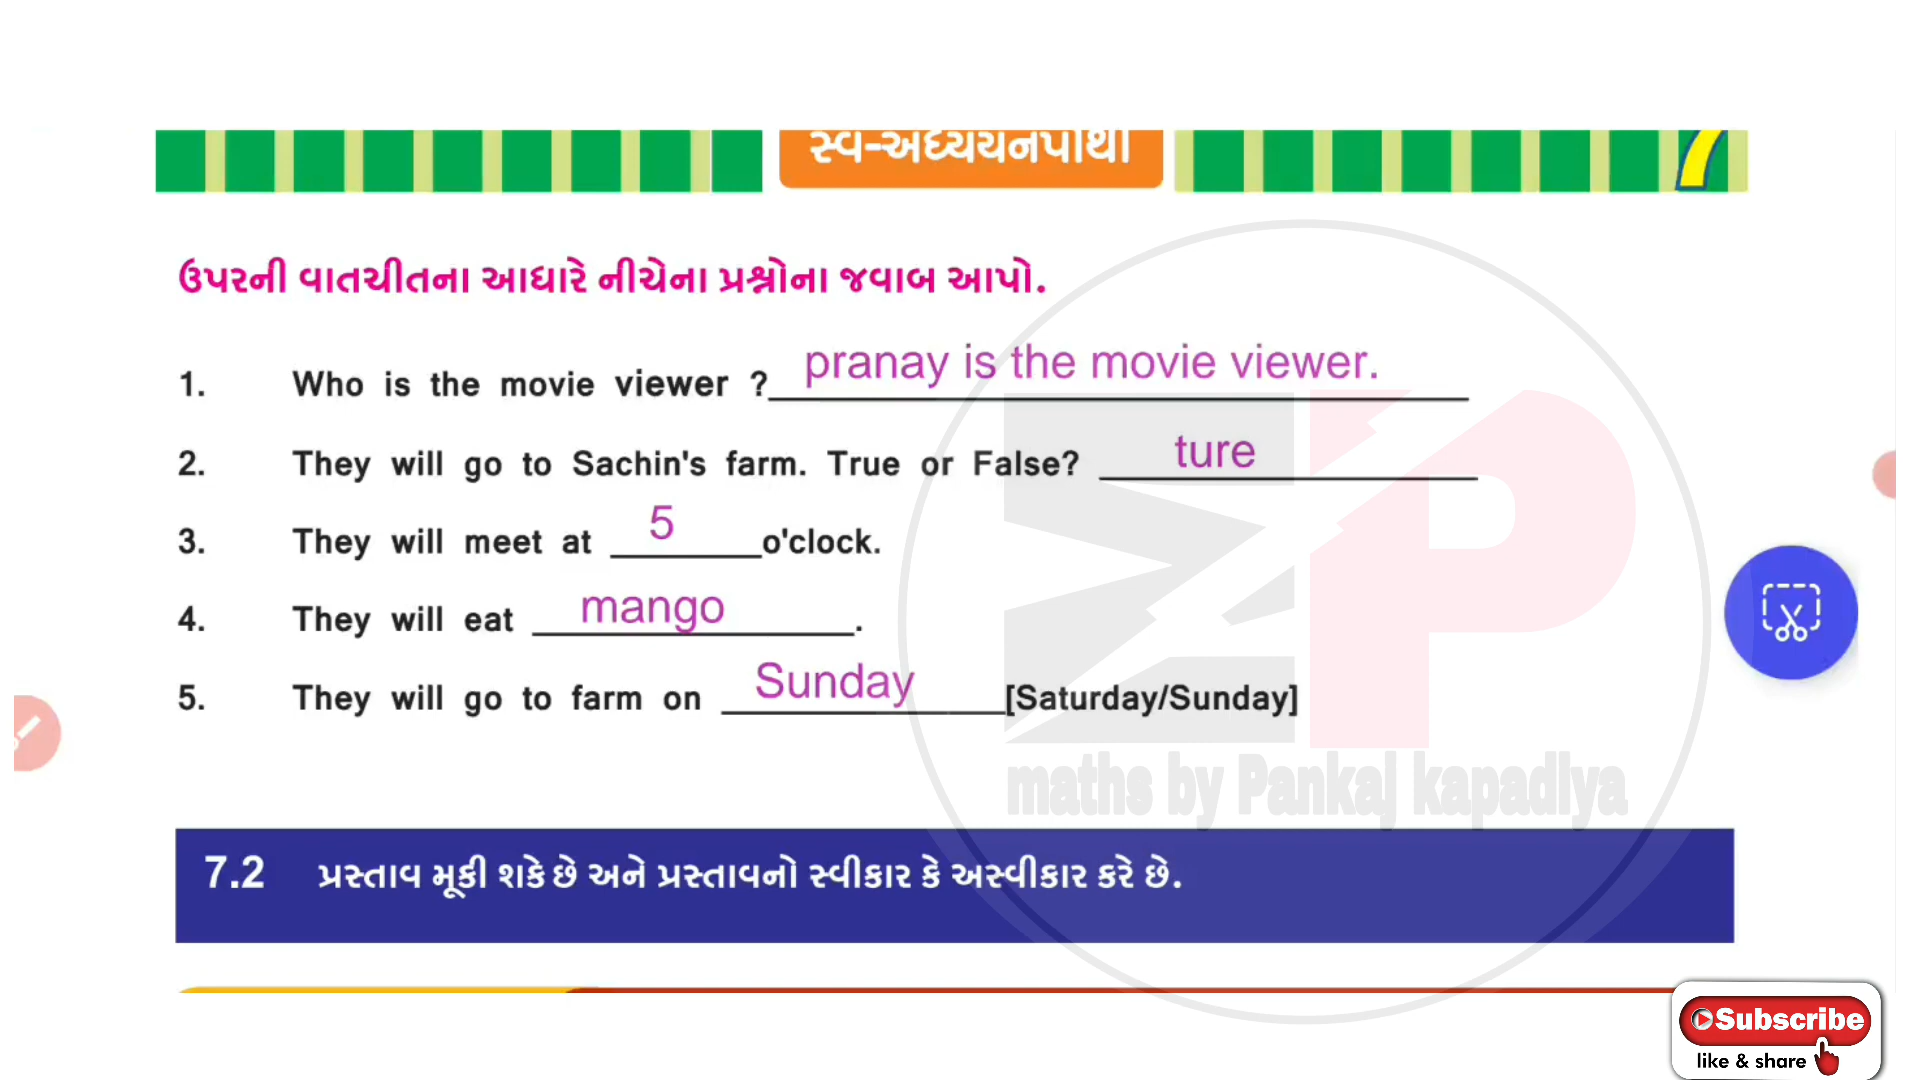 સ્વ-અધ્યયનપોથી
7
ઉપરની વાતચીતના આધારે નીચેના પ્રશ્નોના જવાબ આપો.
1. Who is the movie viewer ? pranay is the movie viewer.
2. They will go to Sachin's farm. True or False? ture
3. They will meet at 5 o'clock.
4. They will eat mango.
5. They will go to farm on Sunday [Saturday/Sunday]
maths by Pankaj kapadiya
7.2 પ્રસ્તાવ મૂકી શકે છે અને પ્રસ્તાવનો સ્વીકાર કે અસ્વીકાર કરે છે.
Subscribe
like & share